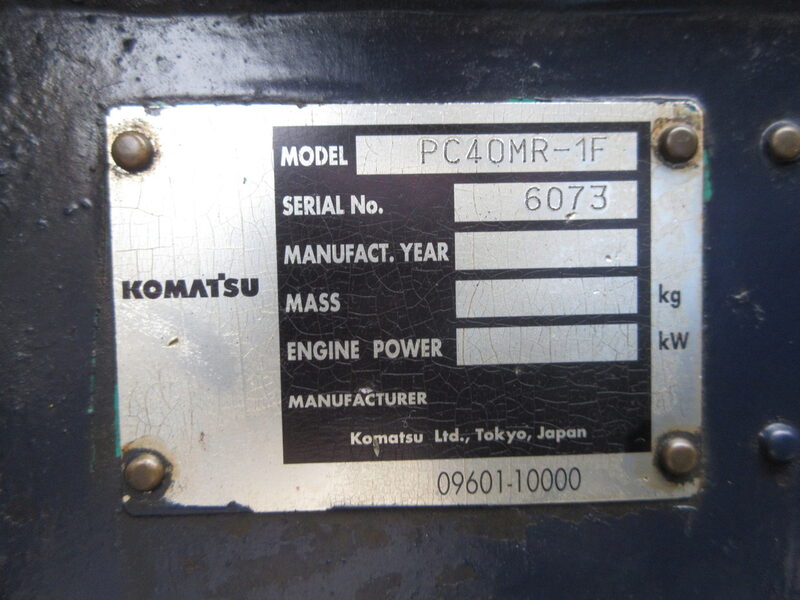 KOMATSU
MODEL PC40MR-1F
SERIAL No. 6073
MANUFACT. YEAR
MASS kg
ENGINE POWER kW
MANUFACTURER
Komatsu Ltd., Tokyo, Japan
09601-10000